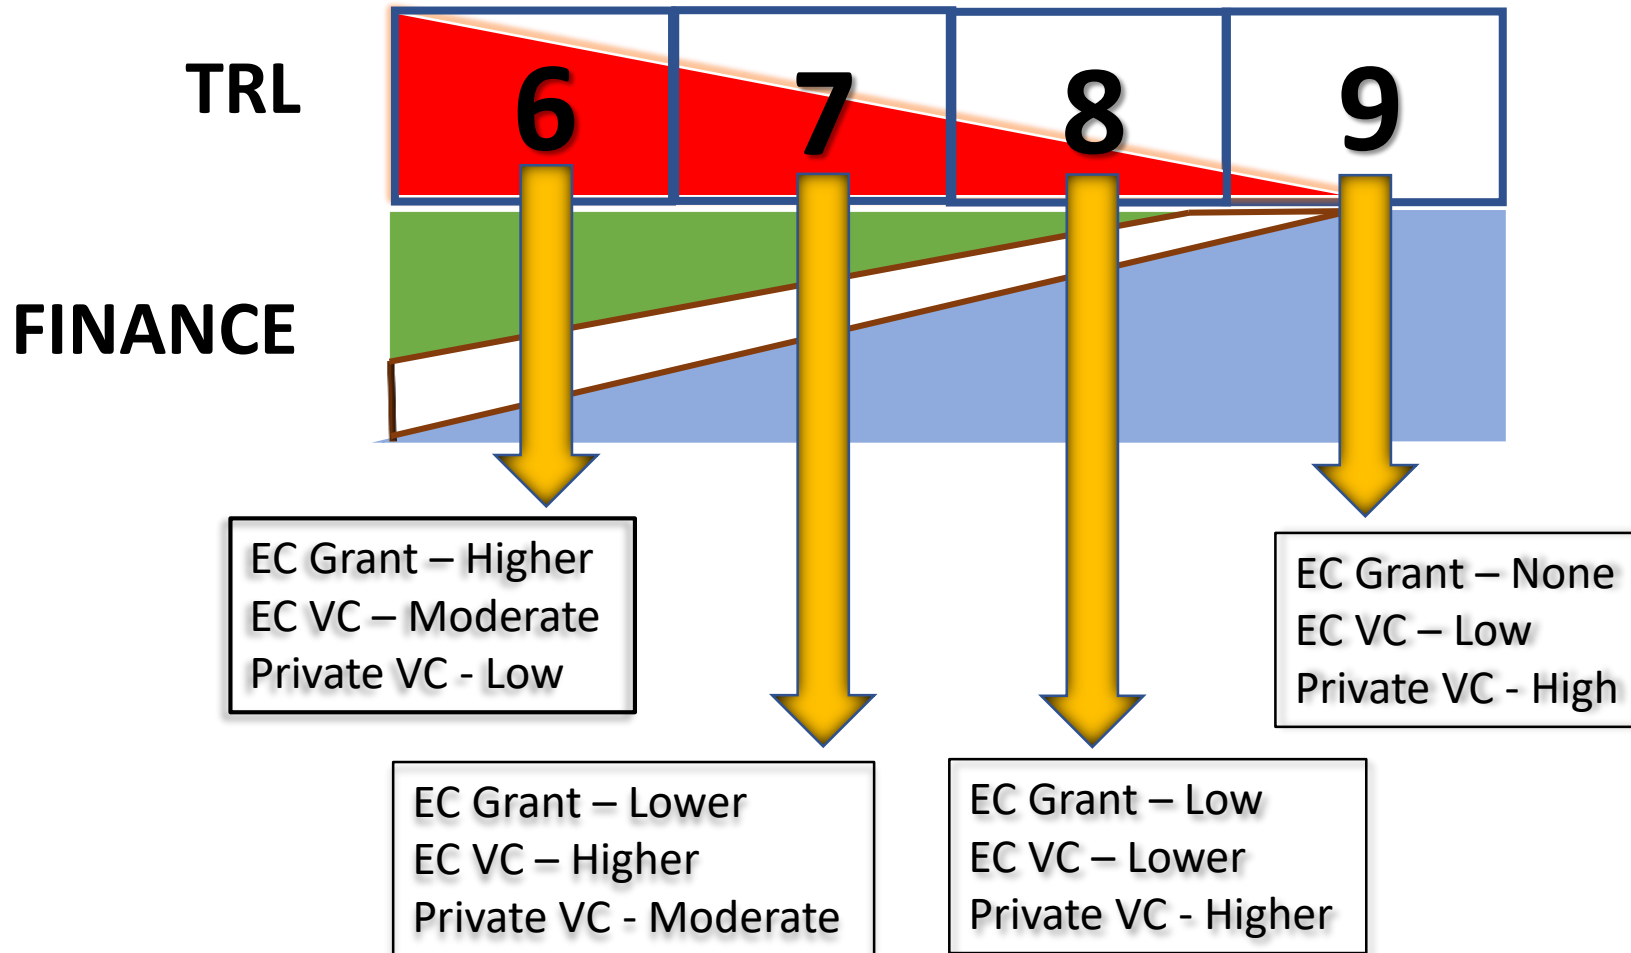 TRL
6
7
8
9
FINANCE
EC Grant – Higher
EC VC – Moderate
Private VC - Low
EC Grant – Lower
EC VC – Higher
Private VC - Moderate
EC Grant – Low
EC VC – Lower
Private VC - Higher
EC Grant – None
EC VC – Low
Private VC - High